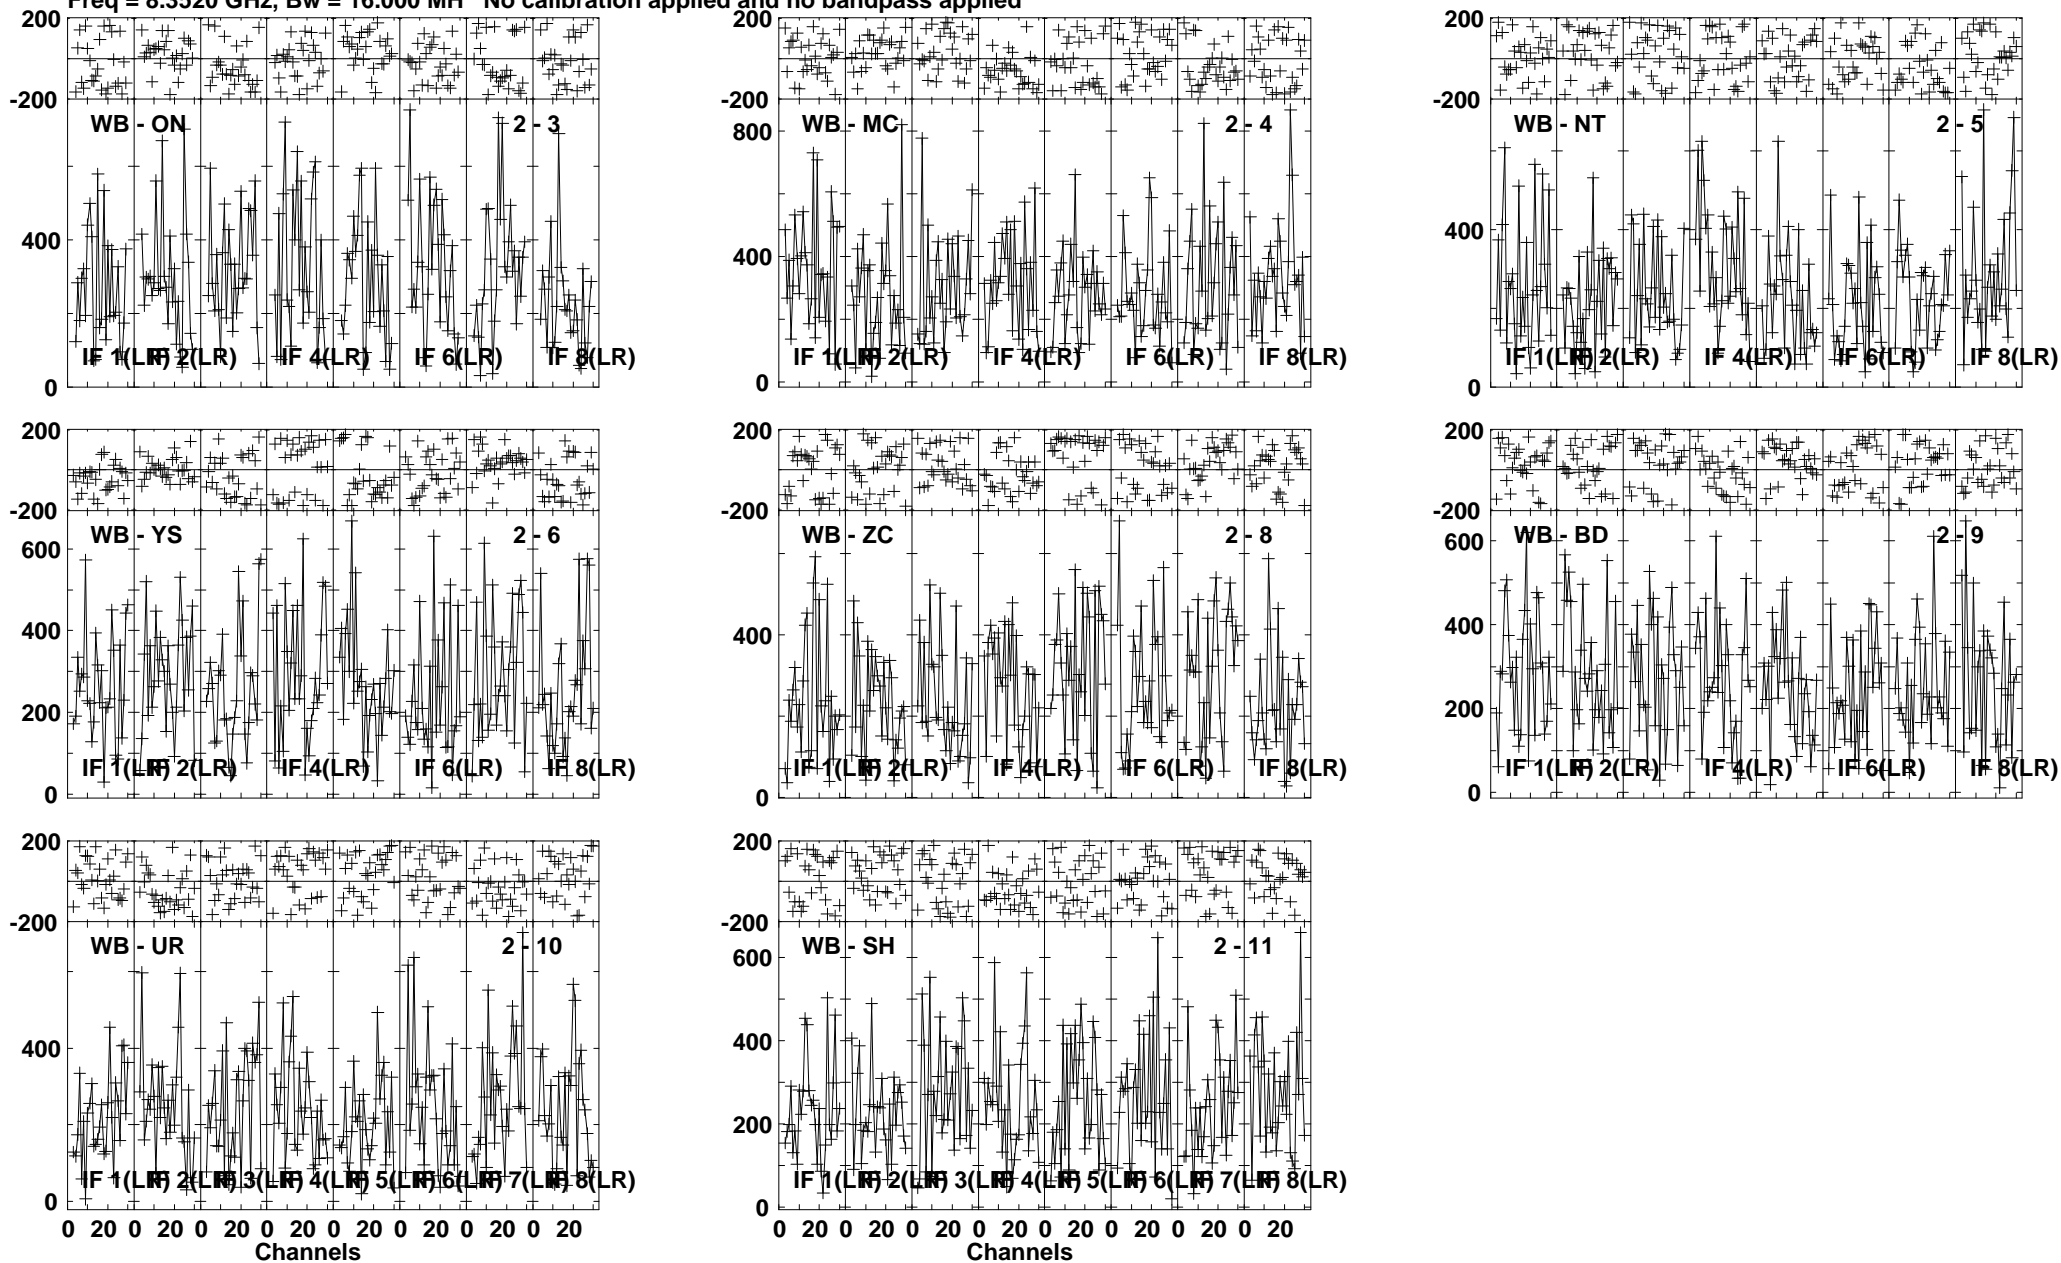 Freq = 8.3520 GHz, Bw = 16.000 MH No calibration applied and no bandpass applied
200 200 200
-200 -200 -200
WB - ON 2 - 3 WB - MC 2 - 4 WB - NT 2 - 5
800
400 400 400
IF 1(LR) IF 2(LR) IF 4(LR) IF 6(LR) IF 8(LR) IF 1(LR) IF 2(LR) IF 4(LR) IF 6(LR) IF 8(LR) IF 1(LR) IF 2(LR) IF 4(LR) IF 6(LR) IF 8(LR)
0 0 0
200 200 200
-200 -200 -200
WB - YS 2 - 6 WB - ZC 2 - 8 WB - BD 2 - 9
600 600
400 400 400
200 200
IF 1(LR) IF 2(LR) IF 4(LR) IF 6(LR) IF 8(LR) IF 1(LR) IF 2(LR) IF 4(LR) IF 6(LR) IF 8(LR) IF 1(LR) IF 2(LR) IF 4(LR) IF 6(LR) IF 8(LR)
0 0 0
200 200
-200 -200
WB - UR 2 - 10 WB - SH 2 - 11
600
400 400
200
IF 1(LR) IF 2(LR) IF 3(LR) IF 4(LR) IF 5(LR) IF 6(LR) IF 7(LR) IF 8(LR) IF 1(LR) IF 2(LR) IF 3(LR) IF 4(LR) IF 5(LR) IF 6(LR) IF 7(LR) IF 8(LR)
0 0
0 20 0 20 0 20 0 20 0 20 0 20 0 20 0 20 0 20 0 20 0 20 0 20 0 20 0 20 0 20 0 20
Channels Channels